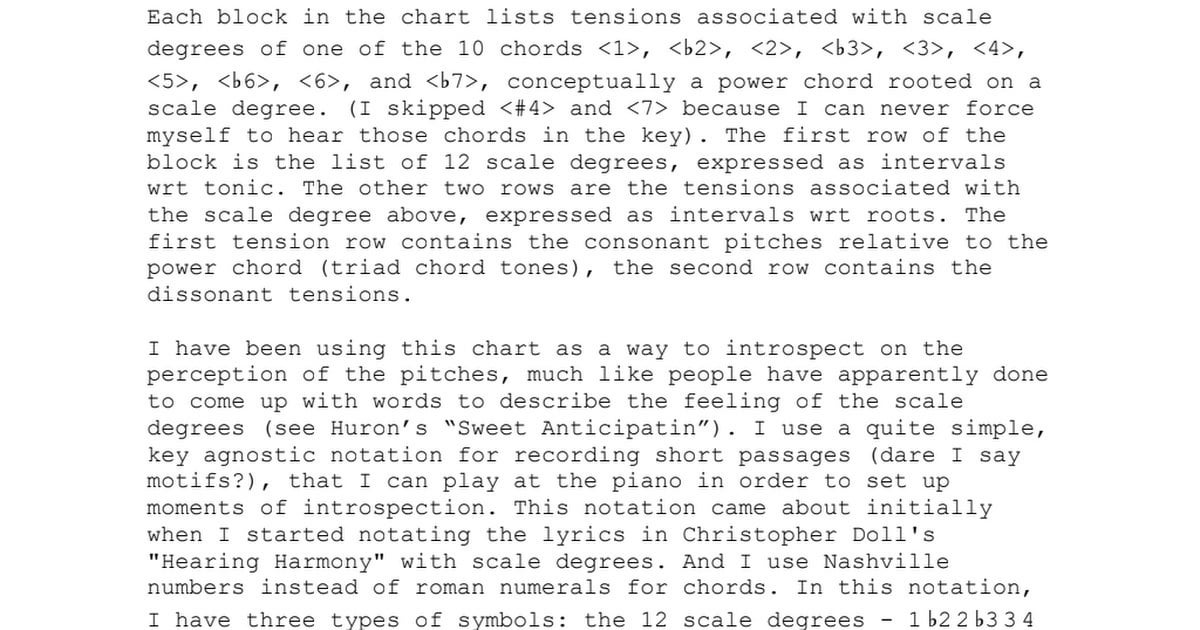 Each block in the chart lists tensions associated with scale
degrees of one of the 10 chords <1>, <♭2>, <2>, <♭3>, <3>, <4>,
<5>, <♭6>, <6>, and <♭7>, conceptually a power chord rooted on a
scale degree. (I skipped <#4> and <7> because I can never force
myself to hear those chords in the key). The first row of the
block is the list of 12 scale degrees, expressed as intervals
wrt tonic. The other two rows are the tensions associated with
the scale degree above, expressed as intervals wrt roots. The
first tension row contains the consonant pitches relative to the
power chord (triad chord tones), the second row contains the
dissonant tensions.
I have been using this chart as a way to introspect on the
perception of the pitches, much like people have apparently done
to come up with words to describe the feeling of the scale
degrees (see Huron’s “Sweet Anticipatin”). I use a quite simple,
key agnostic notation for recording short passages (dare I say
motifs?), that I can play at the piano in order to set up
moments of introspection. This notation came about initially
when I started notating the lyrics in Christopher Doll's
"Hearing Harmony" with scale degrees. And I use Nashville
numbers instead of roman numerals for chords. In this notation,
I have three types of symbols: the 12 scale degrees - 1♭22♭334